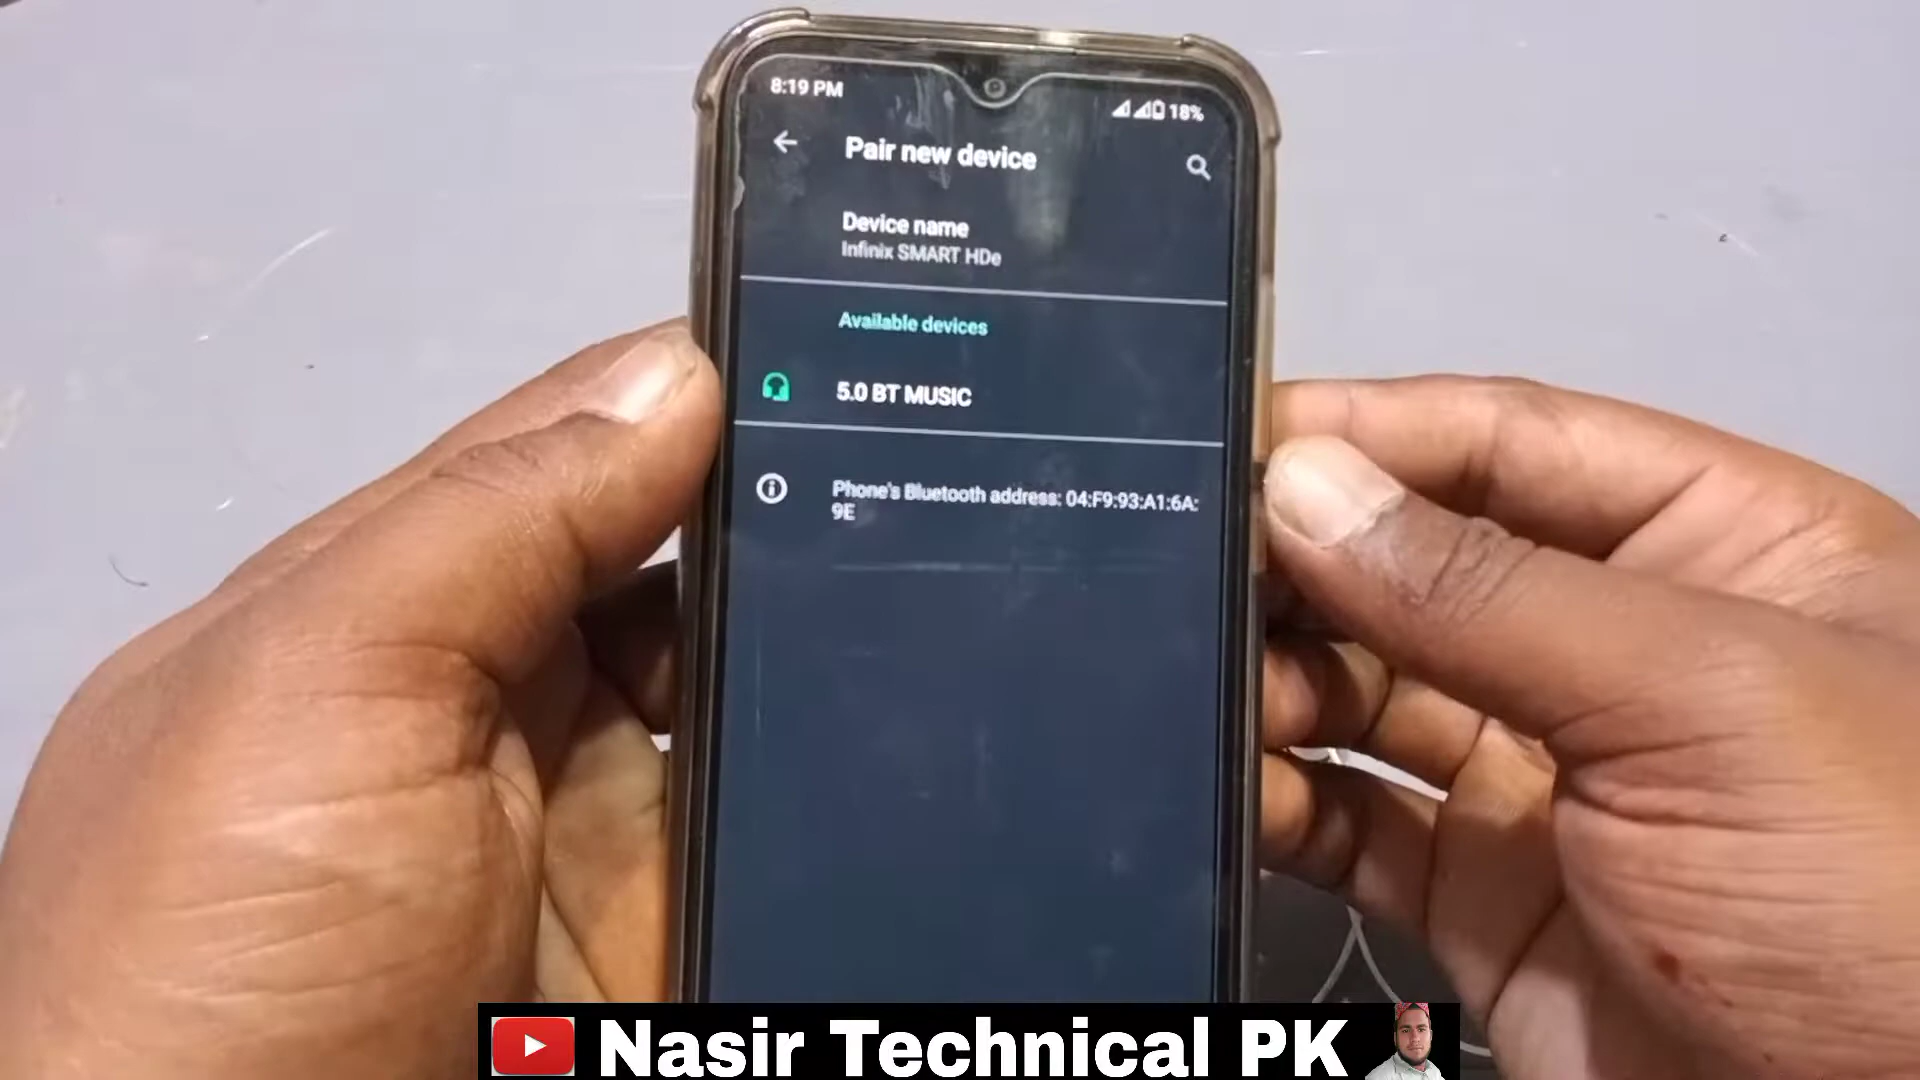 8:19 PM
18%
Pair new device
Device name
Infinix SMART HDe
Available devices
5.0 BT MUSIC
Phone's Bluetooth address: 04:F9:93:A1:6A:
9E
Nasir Technical PK